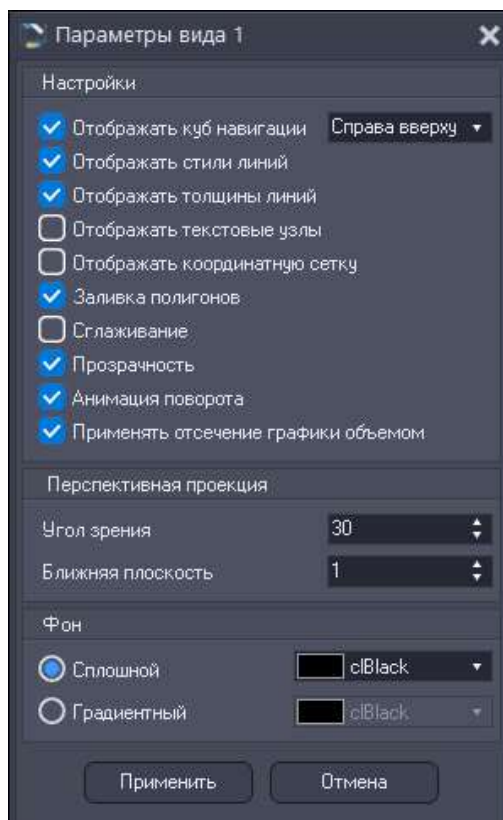 Параметры вида 1
Настройки
Отображать куб навигации Справа вверху
Отображать стили линий
Отображать толщины линий
Отображать текстовые узлы
Отображать координатную сетку
Заливка полигонов
Сглаживание
Прозрачность
Анимация поворота
Применять отсечение графики объемом
Перспективная проекция
Угол зрения 30
Ближняя плоскость 1
Фон
Сплошной clBlack
Градиентный clBlack
Применить Отмена